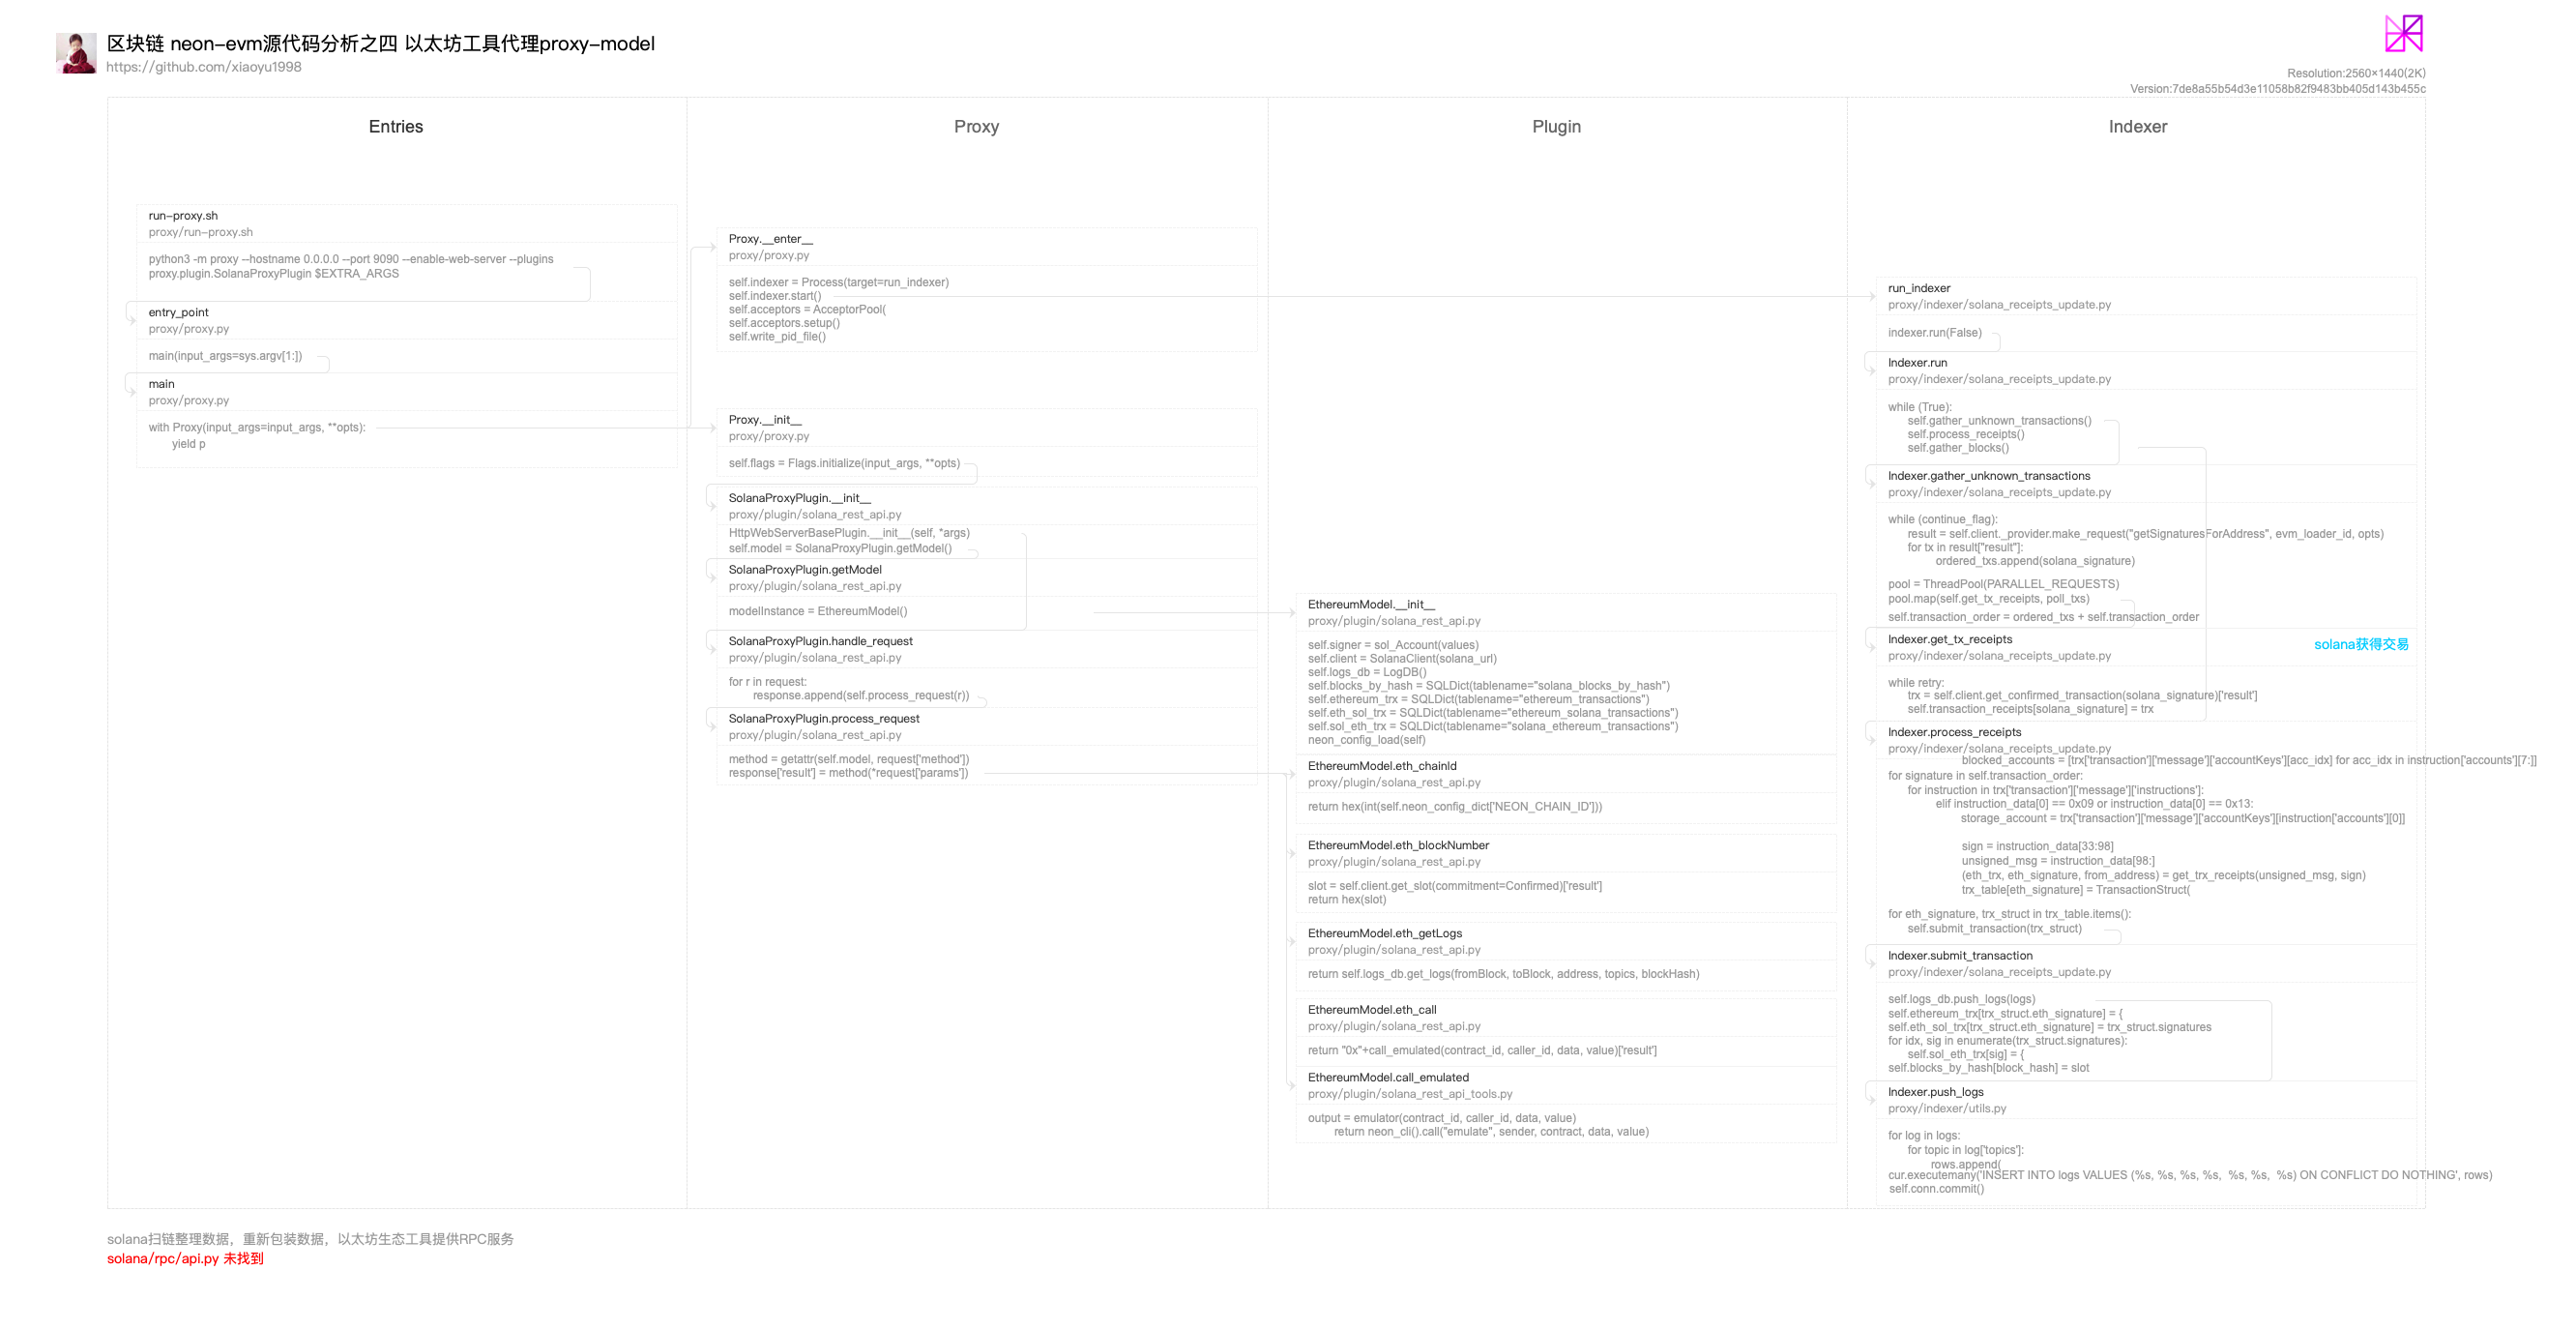 区块链 neon-evm源代码分析之四 以太坊工具代理proxy-model
https://github.com/xiaoyu1998
Resolution:2560×1440(2K)
Version:7de8a55b54d3e11058b82f9483bb405d143b455c
Entries
run-proxy.sh
proxy/run-proxy.sh
python3 -m proxy --hostname 0.0.0.0 --port 9090 --enable-web-server --plugins
proxy.plugin.SolanaProxyPlugin $EXTRA_ARGS
entry_point
proxy/proxy.py
main(input_args=sys.argv[1:])
main
proxy/proxy.py
with Proxy(input_args=input_args, **opts):
yield p
Proxy
Proxy.__enter__
proxy/proxy.py
self.indexer = Process(target=run_indexer)
self.indexer.start()
self.acceptors = AcceptorPool(
self.acceptors.setup()
self.write_pid_file()
Proxy.__init__
proxy/proxy.py
self.flags = Flags.initialize(input_args, **opts)
SolanaProxyPlugin.__init__
proxy/plugin/solana_rest_api.py
HttpWebServerBasePlugin.__init__(self, *args)
self.model = SolanaProxyPlugin.getModel()
SolanaProxyPlugin.getModel
proxy/plugin/solana_rest_api.py
modelInstance = EthereumModel()
SolanaProxyPlugin.handle_request
proxy/plugin/solana_rest_api.py
for r in request:
response.append(self.process_request(r))
SolanaProxyPlugin.process_request
proxy/plugin/solana_rest_api.py
method = getattr(self.model, request['method'])
response['result'] = method(*request['params'])
Plugin
EthereumModel.__init__
proxy/plugin/solana_rest_api.py
self.signer = sol_Account(values)
self.client = SolanaClient(solana_url)
self.logs_db = LogDB()
self.blocks_by_hash = SQLDict(tablename="solana_blocks_by_hash")
self.ethereum_trx = SQLDict(tablename="ethereum_transactions")
self.eth_sol_trx = SQLDict(tablename="ethereum_solana_transactions")
self.sol_eth_trx = SQLDict(tablename="solana_ethereum_transactions")
neon_config_load(self)
EthereumModel.eth_chainId
proxy/plugin/solana_rest_api.py
return hex(int(self.neon_config_dict['NEON_CHAIN_ID']))
EthereumModel.eth_blockNumber
proxy/plugin/solana_rest_api.py
slot = self.client.get_slot(commitment=Confirmed)['result']
return hex(slot)
EthereumModel.eth_getLogs
proxy/plugin/solana_rest_api.py
return self.logs_db.get_logs(fromBlock, toBlock, address, topics, blockHash)
EthereumModel.eth_call
proxy/plugin/solana_rest_api.py
return "0x"+call_emulated(contract_id, caller_id, data, value)['result']
EthereumModel.call_emulated
proxy/plugin/solana_rest_api_tools.py
output = emulator(contract_id, caller_id, data, value)
return neon_cli().call("emulate", sender, contract, data, value)
Indexer
run_indexer
proxy/indexer/solana_receipts_update.py
indexer.run(False)
Indexer.run
proxy/indexer/solana_receipts_update.py
while (True):
self.gather_unknown_transactions()
self.process_receipts()
self.gather_blocks()
Indexer.gather_unknown_transactions
proxy/indexer/solana_receipts_update.py
while (continue_flag):
result = self.client._provider.make_request("getSignaturesForAddress", evm_loader_id, opts)
for tx in result["result"]:
ordered_txs.append(solana_signature)
pool = ThreadPool(PARALLEL_REQUESTS)
pool.map(self.get_tx_receipts, poll_txs)
self.transaction_order = ordered_txs + self.transaction_order
Indexer.get_tx_receipts
solana获得交易
proxy/indexer/solana_receipts_update.py
while retry:
trx = self.client.get_confirmed_transaction(solana_signature)['result']
self.transaction_receipts[solana_signature] = trx
Indexer.process_receipts
proxy/indexer/solana_receipts_update.py
blocked_accounts = [trx['transaction']['message']['accountKeys'][acc_idx] for acc_idx in instruction['accounts'][7:]]
for signature in self.transaction_order:
for instruction in trx['transaction']['message']['instructions']:
elif instruction_data[0] == 0x09 or instruction_data[0] == 0x13:
storage_account = trx['transaction']['message']['accountKeys'][instruction['accounts'][0]]
sign = instruction_data[33:98]
unsigned_msg = instruction_data[98:]
(eth_trx, eth_signature, from_address) = get_trx_receipts(unsigned_msg, sign)
trx_table[eth_signature] = TransactionStruct(
for eth_signature, trx_struct in trx_table.items():
self.submit_transaction(trx_struct)
Indexer.submit_transaction
proxy/indexer/solana_receipts_update.py
self.logs_db.push_logs(logs)
self.ethereum_trx[trx_struct.eth_signature] = {
self.eth_sol_trx[trx_struct.eth_signature] = trx_struct.signatures
for idx, sig in enumerate(trx_struct.signatures):
self.sol_eth_trx[sig] = {
self.blocks_by_hash[block_hash] = slot
Indexer.push_logs
proxy/indexer/utils.py
for log in logs:
for topic in log['topics']:
rows.append(
cur.executemany('INSERT INTO logs VALUES (%s, %s, %s, %s,  %s, %s,  %s) ON CONFLICT DO NOTHING', rows)
self.conn.commit()
solana扫链整理数据，重新包装数据，以太坊生态工具提供RPC服务
solana/rpc/api.py 未找到